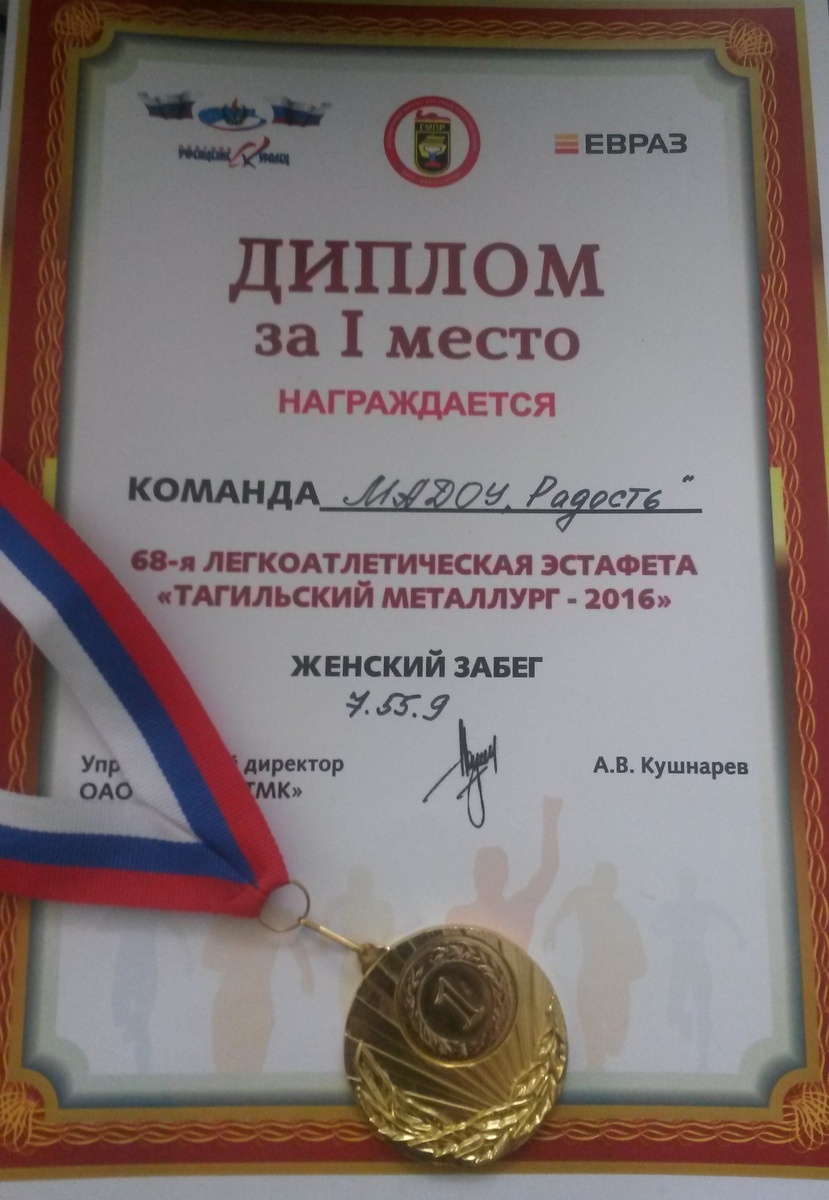 ГМПР
ЕВРАЗ
ДИПЛОМ
за I место
НАГРАЖДАЕТСЯ
КОМАНДА МАДОУ „Радость"
68-я ЛЕГКОАТЛЕТИЧЕСКАЯ ЭСТАФЕТА
«ТАГИЛЬСКИЙ МЕТАЛЛУРГ - 2016»
ЖЕНСКИЙ ЗАБЕГ
7.55.9
директор А.В. Кушнарев
ОАО ТМК»
1